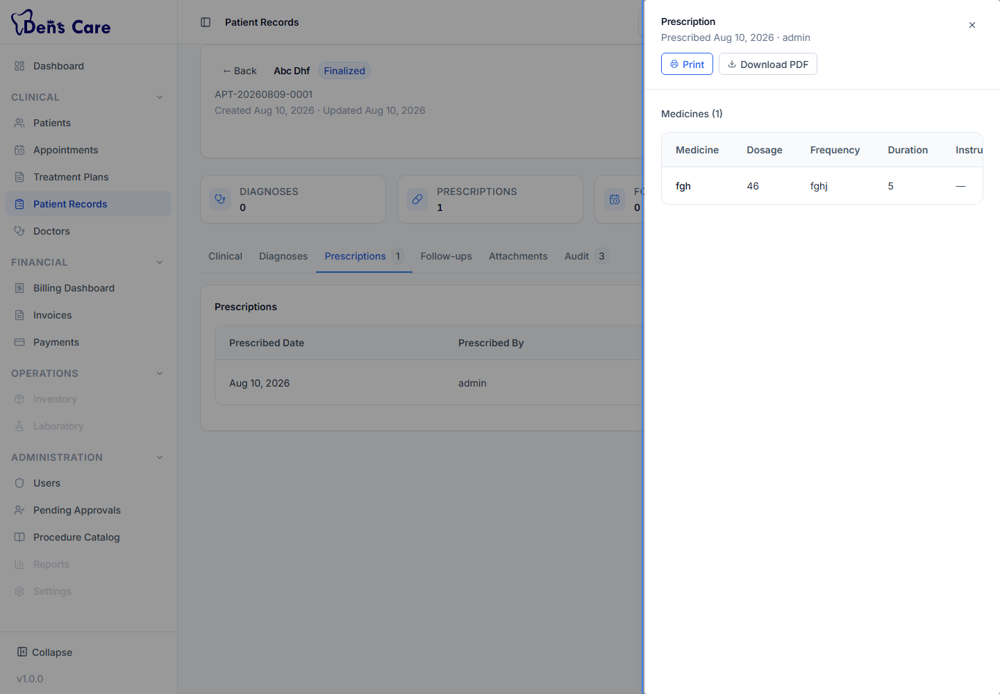 Den's Care
Dashboard
CLINICAL
Patients
Appointments
Treatment Plans
Patient Records
Doctors
FINANCIAL
Billing Dashboard
Invoices
Payments
OPERATIONS
Inventory
Laboratory
ADMINISTRATION
Users
Pending Approvals
Procedure Catalog
Reports
Settings
Collapse
v1.0.0
Patient Records
← Back Abc Dhf Finalized
APT-20260809-0001
Created Aug 10, 2026 · Updated Aug 10, 2026
DIAGNOSES
0
PRESCRIPTIONS
1
FO
0
Clinical Diagnoses Prescriptions 1 Follow-ups Attachments Audit 3
Prescriptions
Prescribed Date Prescribed By
Aug 10, 2026 admin
Prescription
Prescribed Aug 10, 2026 · admin
Print Download PDF
Medicines (1)
Medicine Dosage Frequency Duration Instru
fgh 46 fghj 5 —